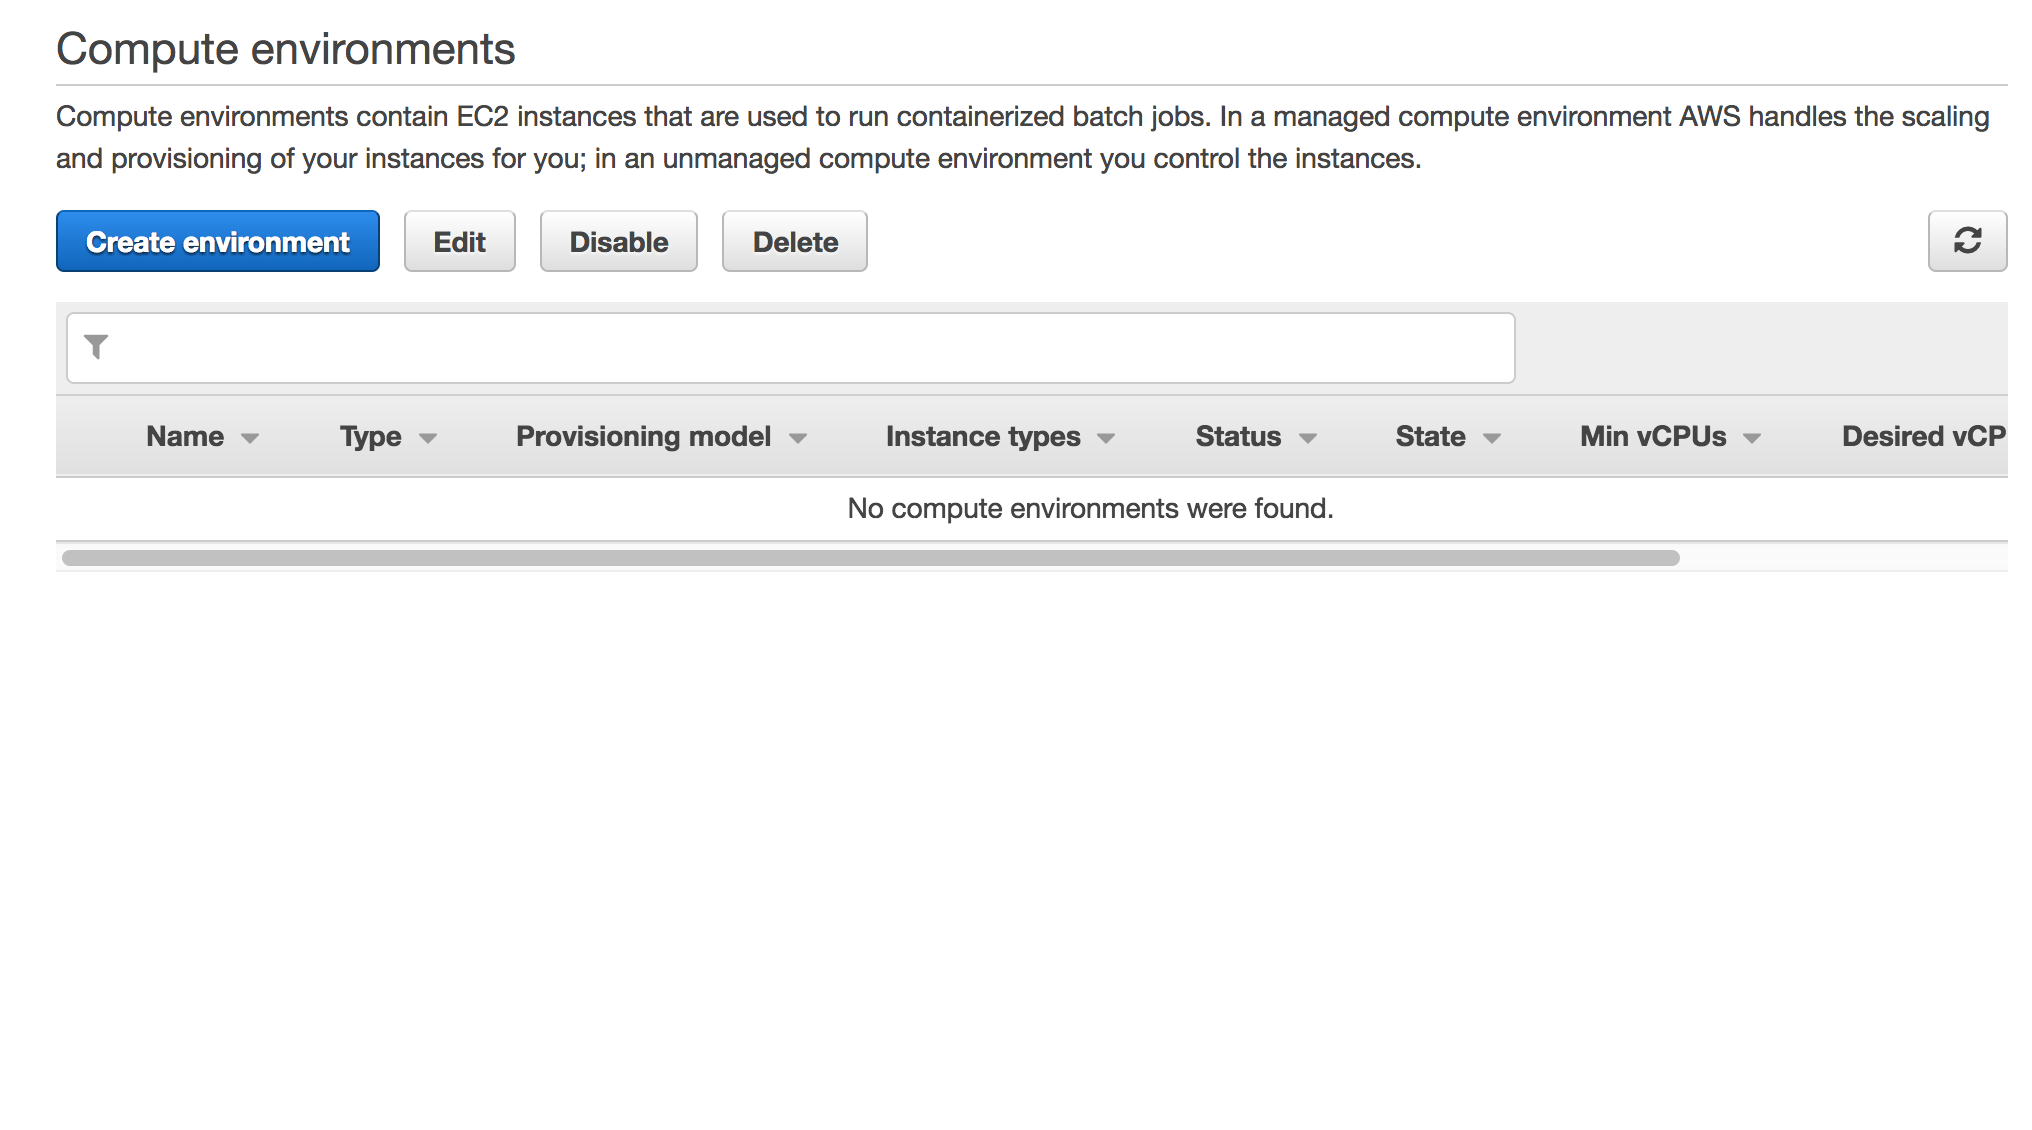 Compute environments
Compute environments contain EC2 instances that are used to run containerized batch jobs. In a managed compute environment AWS handles the scaling
and provisioning of your instances for you; in an unmanaged compute environment you control the instances.
Create environment Edit Disable Delete
Name Type Provisioning model Instance types Status State Min vCPUs Desired vCP
No compute environments were found.